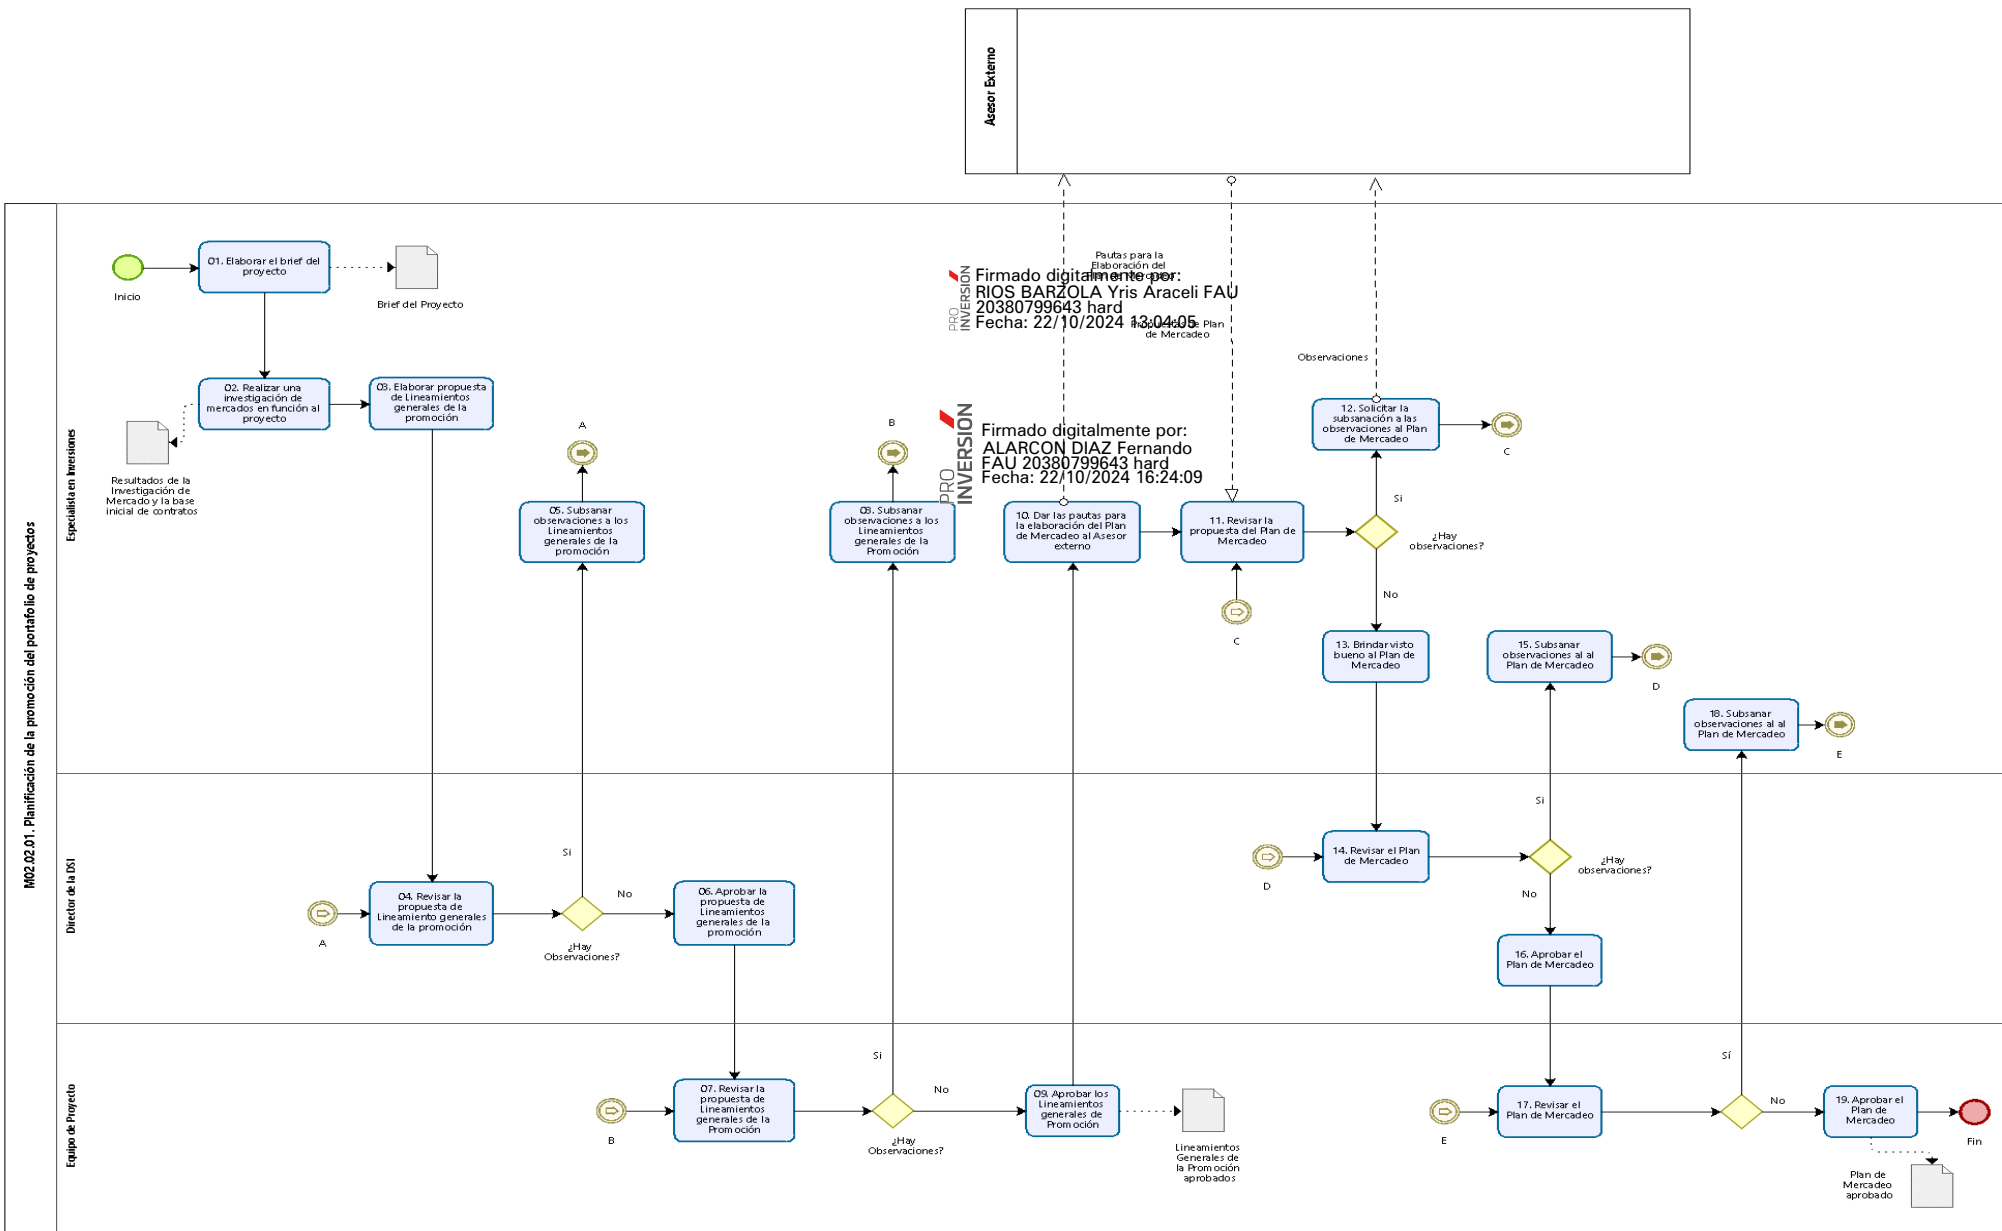 Asesor Externo
M02.02.01. Planificación de la promoción del portafolio de proyectos
Especialista en Inversiones
Director de la DSI
Equipo de Proyecto
Inicio
01. Elaborar el brief del
proyecto
Brief del Proyecto
02. Realizar una
investigación de
mercados en función al
proyecto
Resultados de la
Investigación de
Mercado y la base
inicial de contratos
03. Elaborar propuesta
de Lineamientos
generales de la
promoción
A
05. Subsanar
observaciones a los
Lineamientos
generales de la
promoción
B
08. Subsanar
observaciones a los
Lineamientos
generales de la
Promoción
Pautas para la
Elaboración del
Plan de Mercadeo
PRO
INVERSION
Firmado digitalmente por:
RIOS BARZOLA Yris Araceli FAU
20380799643 hard
Fecha: 22/10/2024 13:04:05
Propuestas de Plan
de Mercadeo
PRO
INVERSION
Firmado digitalmente por:
ALARCON DIAZ Fernando
FAU 20380799643 hard
Fecha: 22/10/2024 16:24:09
10. Dar las pautas para
la elaboración del Plan
de Mercadeo al Asesor
externo
11. Revisar la
propuesta del Plan de
Mercadeo
C
Observaciones
12. Solicitar la
subsanación a las
observaciones al Plan
de Mercadeo
C
Si
¿Hay
observaciones?
No
13. Brindar visto
bueno al Plan de
Mercadeo
15. Subsanar
observaciones al al
Plan de Mercadeo
D
18. Subsanar
observaciones al al
Plan de Mercadeo
E
A
04. Revisar la
propuesta de
Lineamiento generales
de la promoción
Si
¿Hay
Observaciones?
No
06. Aprobar la
propuesta de
Lineamientos
generales de la
promoción
D
14. Revisar el Plan
de Mercadeo
Si
¿Hay
observaciones?
No
16. Aprobar el
Plan de Mercadeo
B
07. Revisar la
propuesta de
Lineamientos
generales de la
Promoción
Si
¿Hay
Observaciones?
No
09. Aprobar los
Lineamientos
generales de
Promoción
Lineamientos
Generales de
la Promoción
aprobados
E
17. Revisar el
Plan de Mercadeo
Sí
No
19. Aprobar el
Plan de
Mercadeo
Fin
Plan de
Mercadeo
aprobado